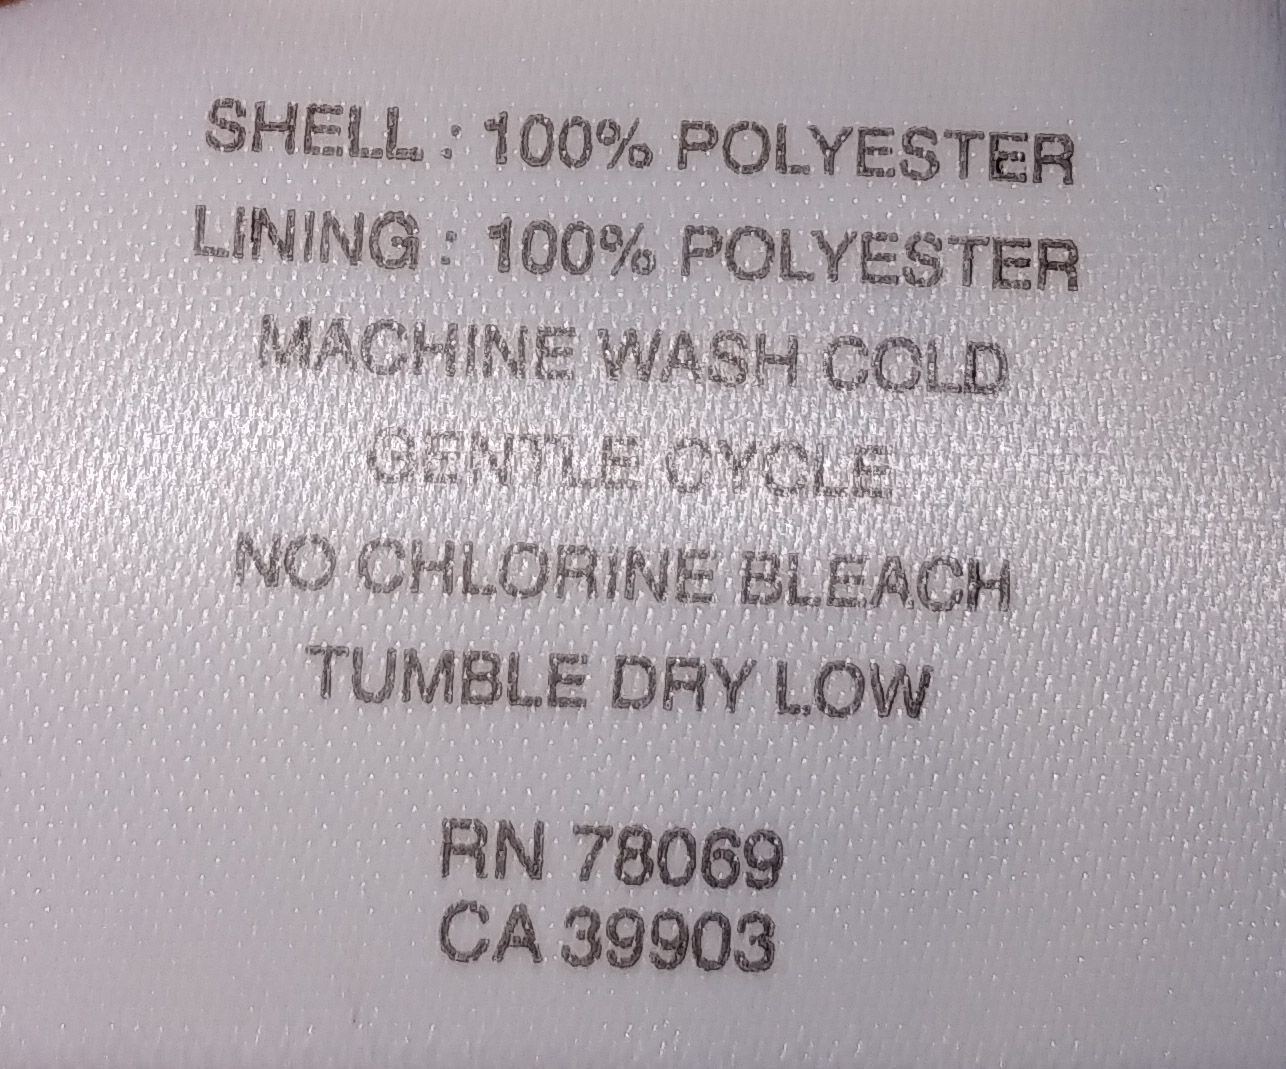 SHELL : 100% POLYESTER
LINING : 100% POLYESTER
MACHINE WASH COLD
GENTLE CYCLE
NO CHLORINE BLEACH
TUMBLE DRY LOW
RN 78069
CA 39903